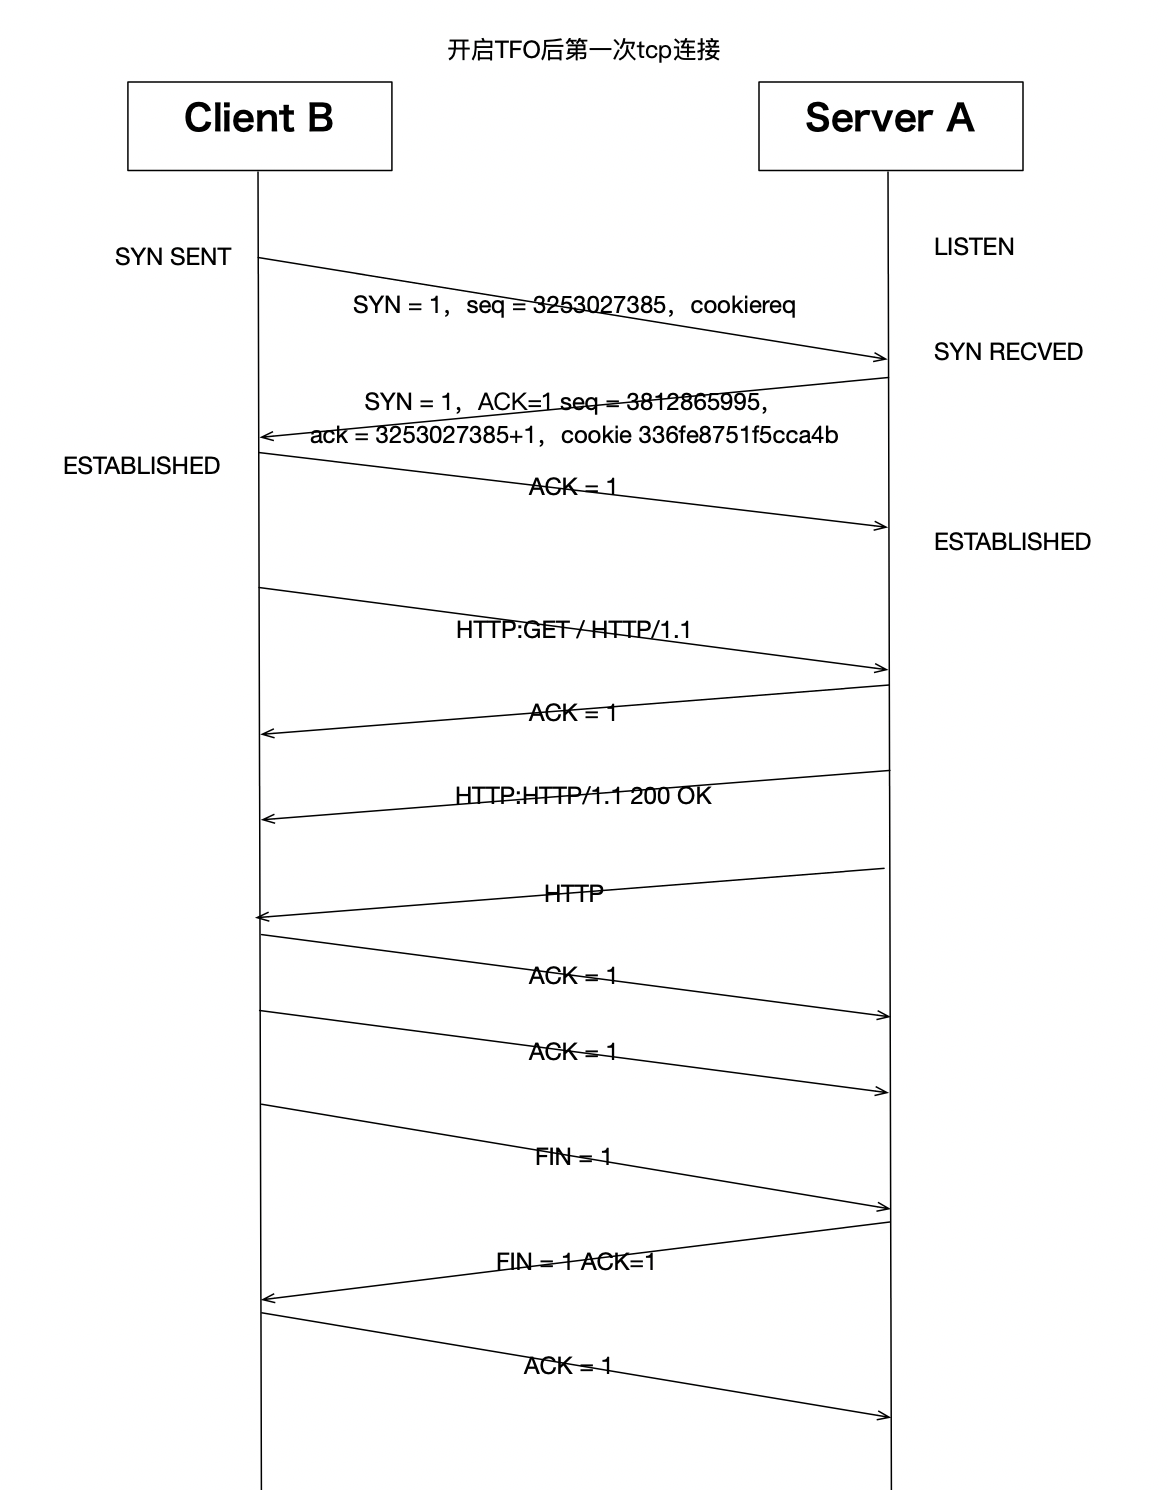 开启TFO后第一次tcp连接
Client B
Server A
LISTEN
SYN SENT
SYN = 1，seq = 3253027385，cookiereq
SYN RECVED
SYN = 1，ACK=1 seq = 3812865995，
ack = 3253027385+1，cookie 336fe8751f5cca4b
ESTABLISHED
ACK = 1
ESTABLISHED
HTTP:GET / HTTP/1.1
ACK = 1
HTTP:HTTP/1.1 200 OK
HTTP
ACK = 1
ACK = 1
FIN = 1
FIN = 1 ACK=1
ACK = 1